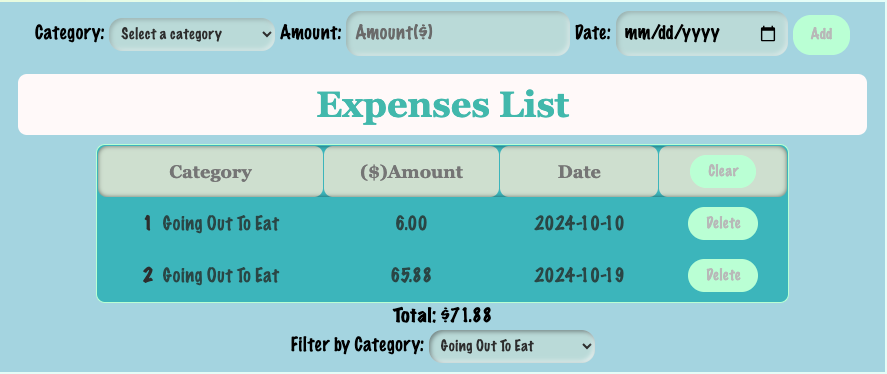 Category: Select a category Amount: Amount($) Date: mm/dd/yyyy Add
Expenses List
Category ($)Amount Date Clear
1 Going Out To Eat 6.00 2024-10-10 Delete
2 Going Out To Eat 65.88 2024-10-19 Delete
Total: $71.88
Filter by Category: Going Out To Eat